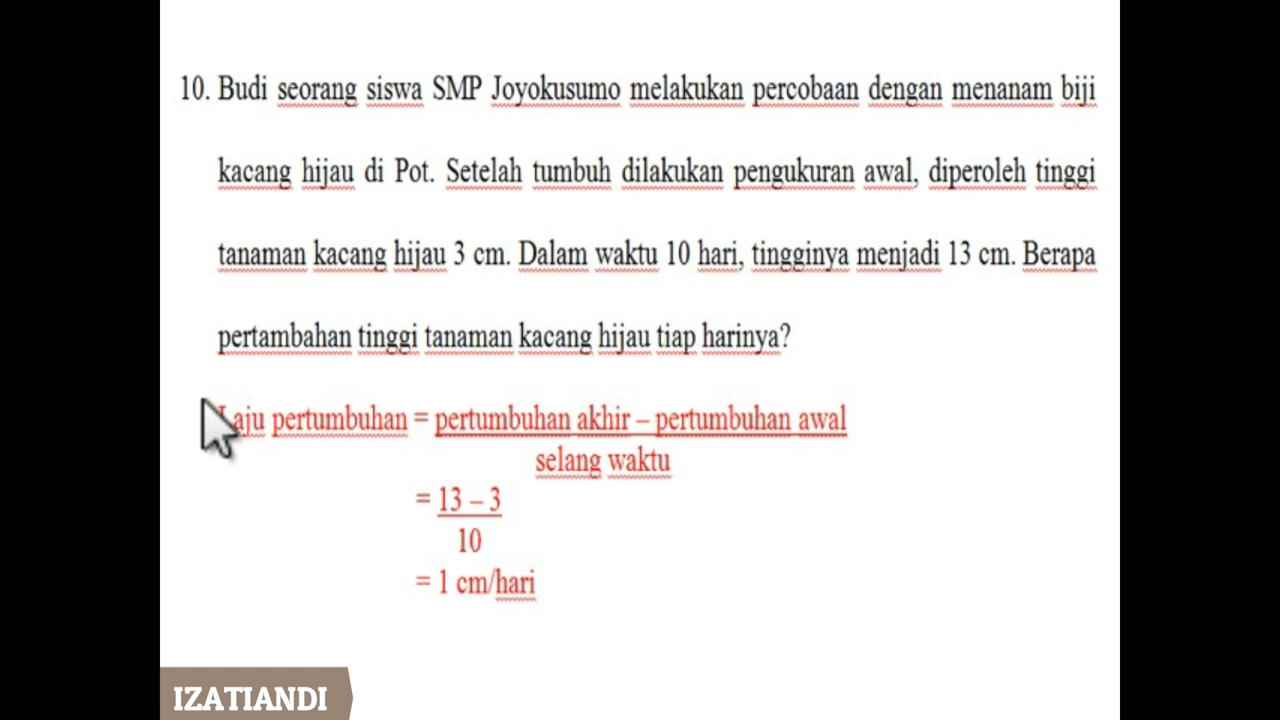 10. Budi seorang siswa SMP Joyokusumo melakukan percobaan dengan menanam biji
kacang hijau di Pot. Setelah tumbuh dilakukan pengukuran awal, diperoleh tinggi
tanaman kacang hijau 3 cm. Dalam waktu 10 hari, tingginya menjadi 13 cm. Berapa
pertambahan tinggi tanaman kacang hijau tiap harinya?
Laju pertumbuhan = pertumbuhan akhir – pertumbuhan awal
selang waktu
= 13 – 3
10
= 1 cm/hari
IZATIANDI